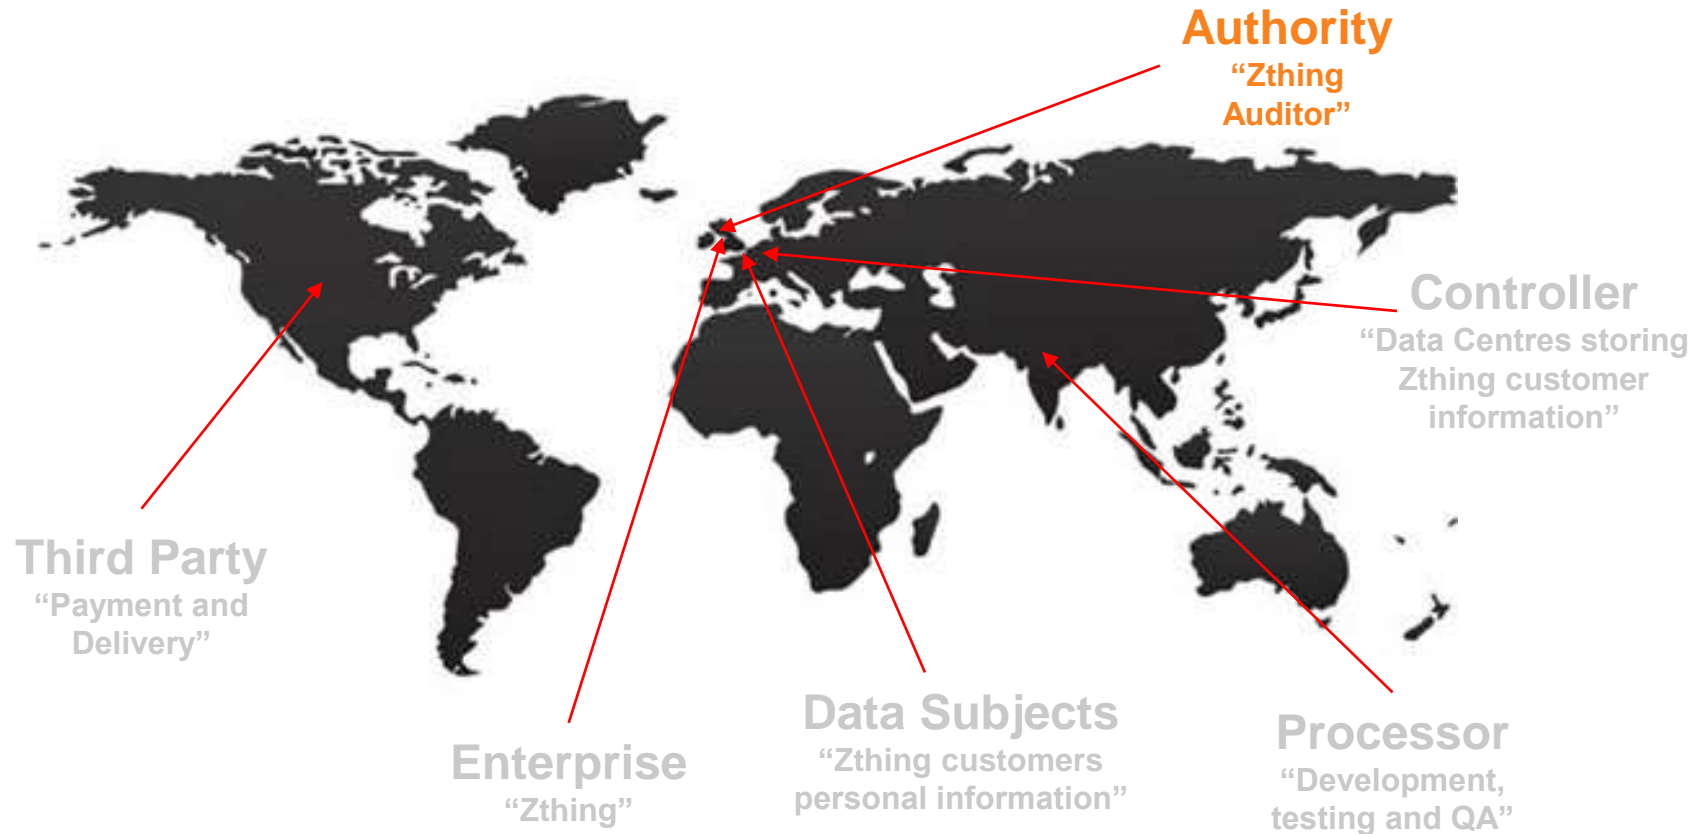 Authority
“Zthing
Auditor”
Controller
“Data Centres storing
Zthing customer
information”
Third Party
“Payment and
Delivery”
Enterprise
“Zthing”
Data Subjects
“Zthing customers
personal information”
Processor
“Development,
testing and QA”